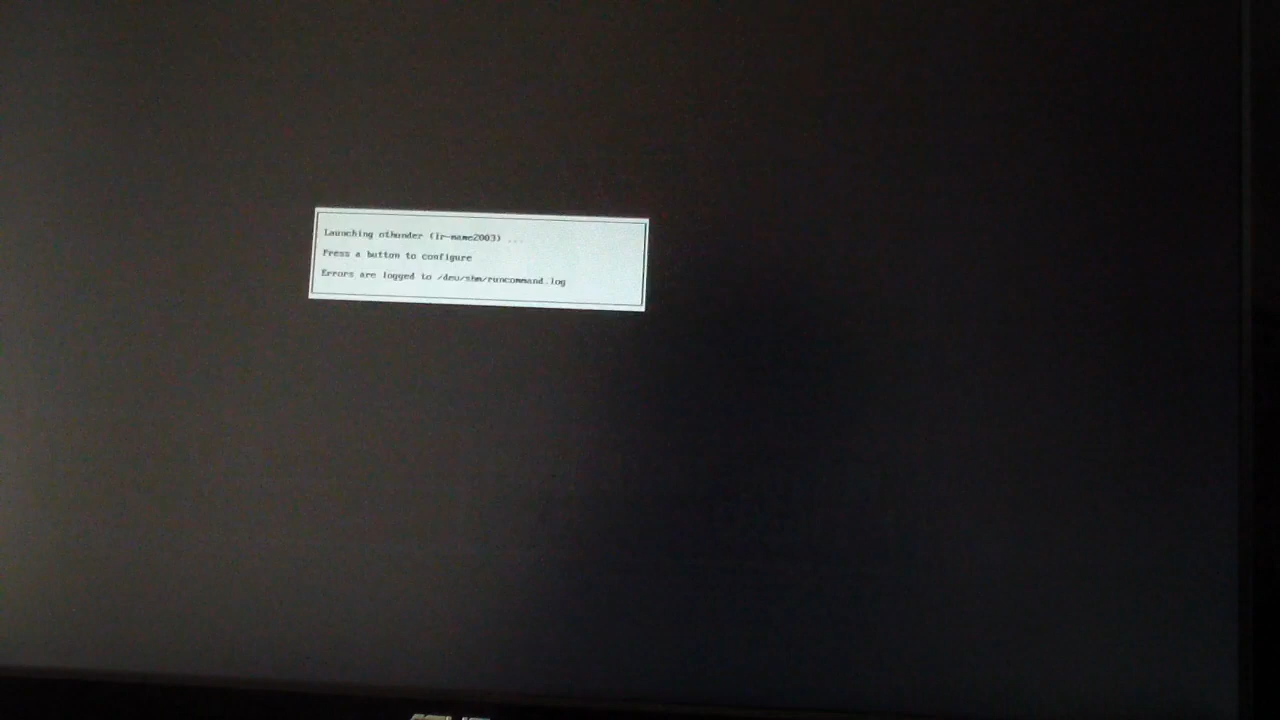 Launching othunder (lr-mame2003) ...
Press a button to configure
Errors are logged to /dev/shm/runcommand.log